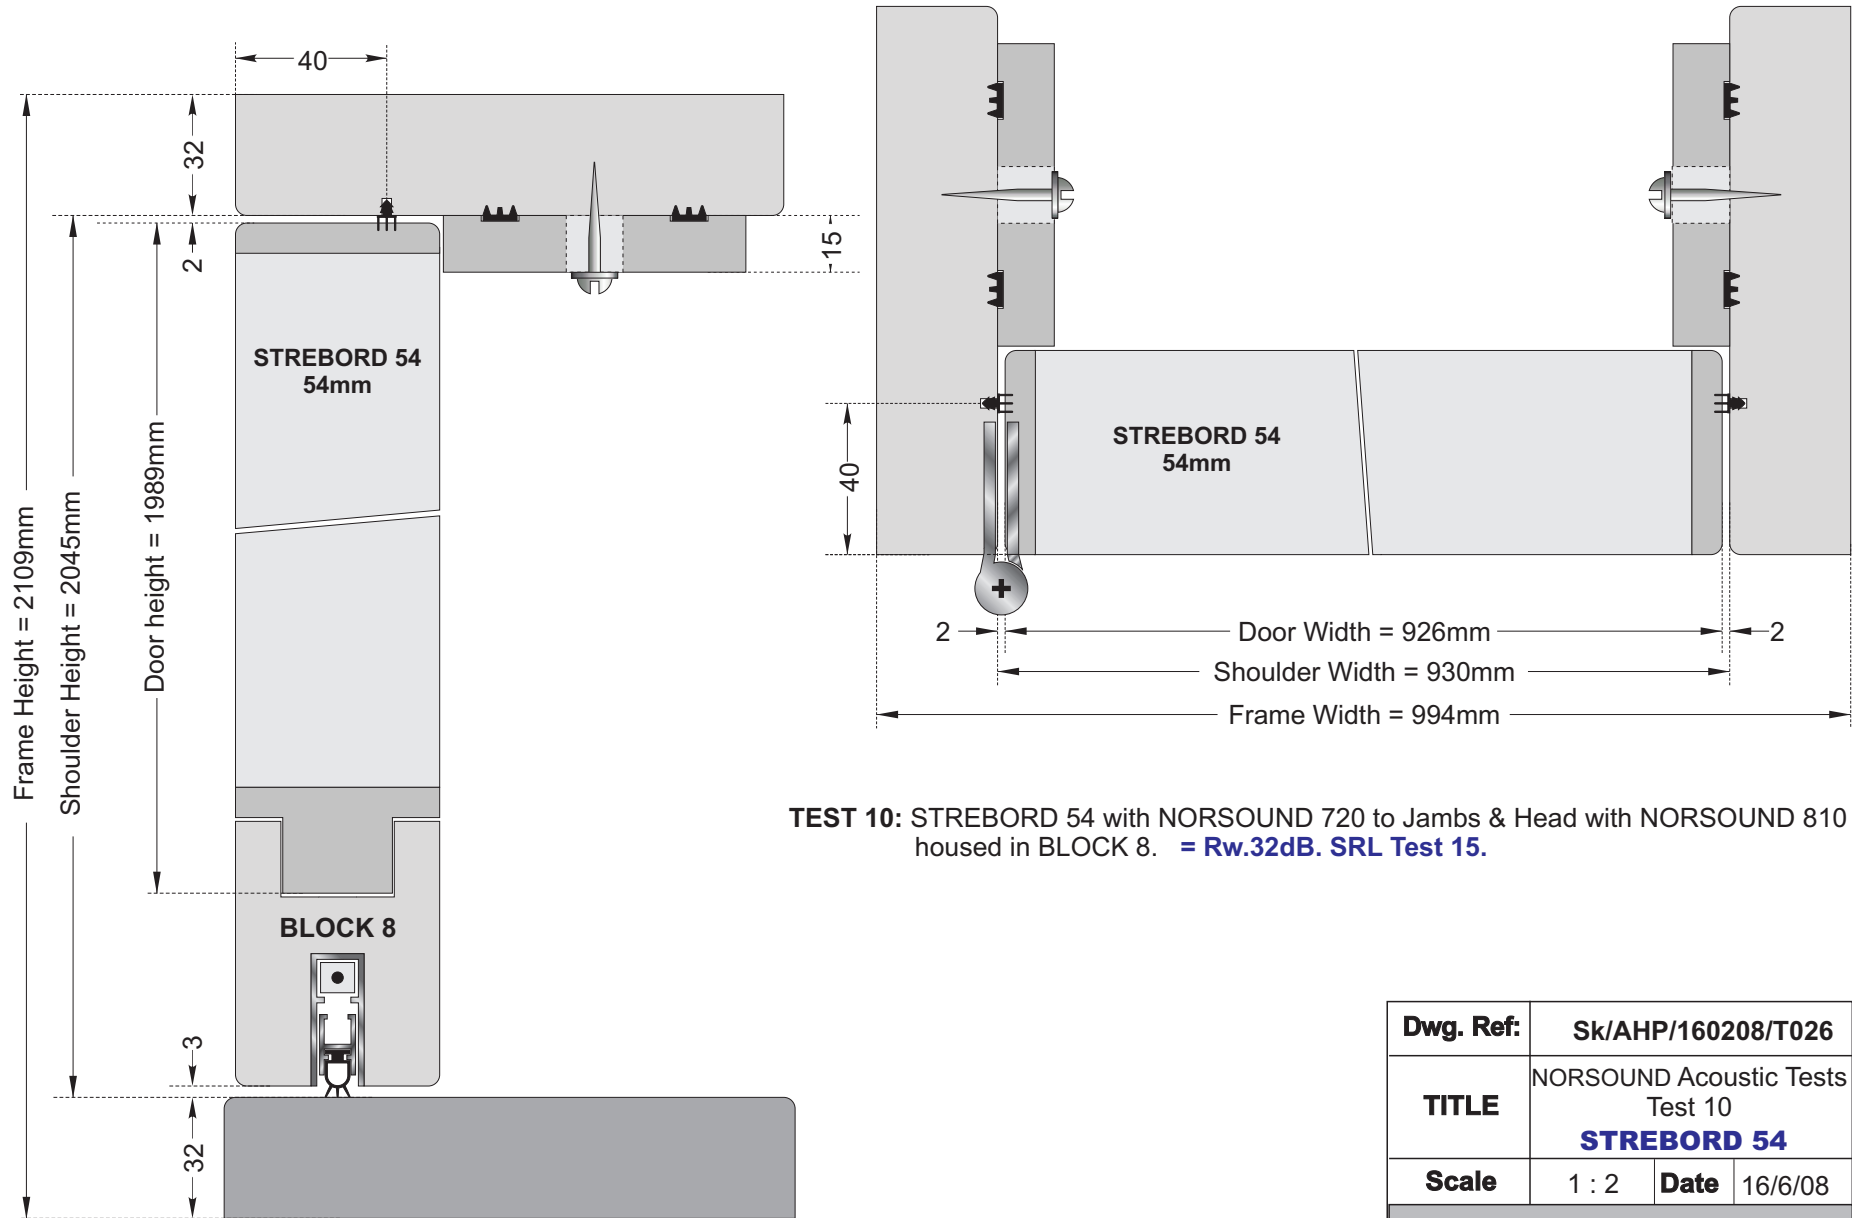 40
32
2
15
STREBORD 54
54mm
Frame Height = 2109mm
Shoulder Height = 2045mm
Door height = 1989mm
BLOCK 8
3
32
40
STREBORD 54
54mm
2
Door Width = 926mm
2
Shoulder Width = 930mm
Frame Width = 994mm
TEST 10: STREBORD 54 with NORSOUND 720 to Jambs & Head with NORSOUND 810
housed in BLOCK 8. = Rw.32dB. SRL Test 15.
Dwg. Ref: Sk/AHP/160208/T026
TITLE
NORSOUND Acoustic Tests
Test 10
STREBORD 54
Scale 1 : 2 Date 16/6/08